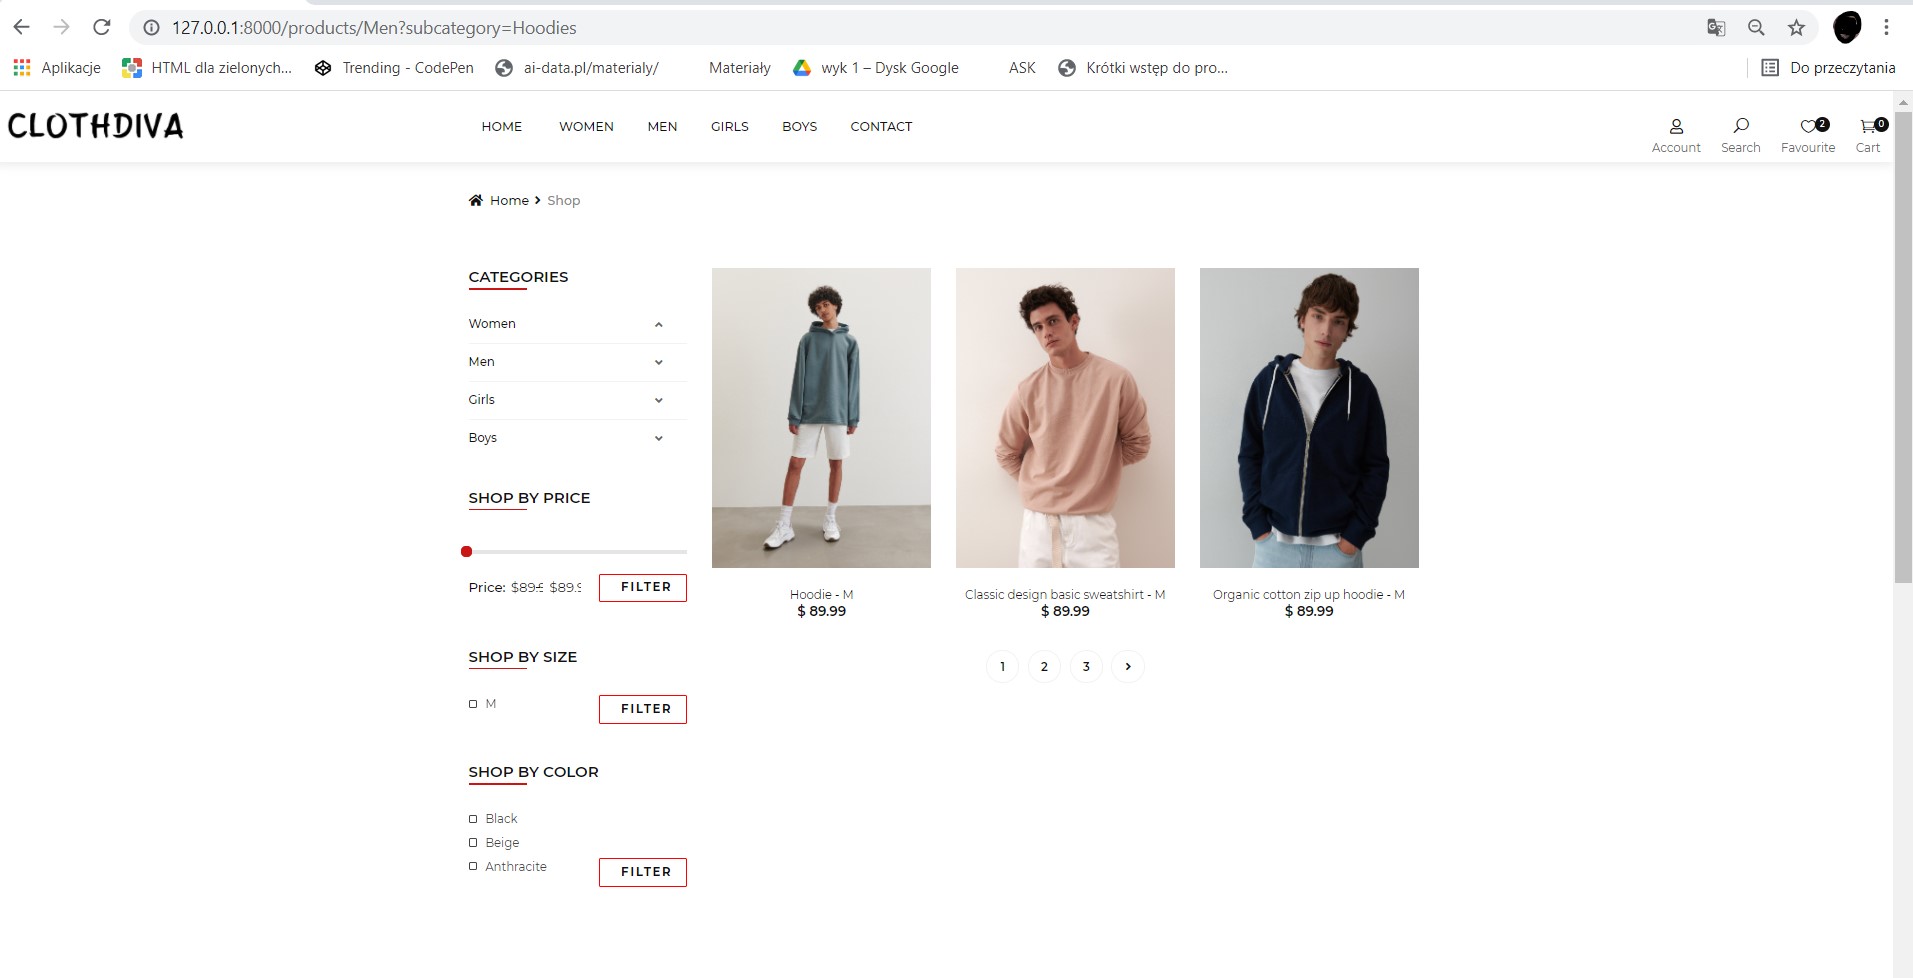 127.0.0.1:8000/products/Men?subcategory=Hoodies
Aplikacje HTML dla zielonych... Trending - CodePen ai-data.pl/materialy/ Materiały wyk 1 – Dysk Google ASK Krótki wstęp do pro... Do przeczytania
CLOTHDIVA HOME WOMEN MEN GIRLS BOYS CONTACT
2 0
Account Search Favourite Cart
Home Shop
CATEGORIES
Women
Men
Girls
Boys
SHOP BY PRICE
Price: FILTER
SHOP BY SIZE
M FILTER
SHOP BY COLOR
Black
Beige
Anthracite FILTER
Hoodie - M
$ 89.99
Classic design basic sweatshirt - M
$ 89.99
Organic cotton zip up hoodie - M
$ 89.99
1 2 3